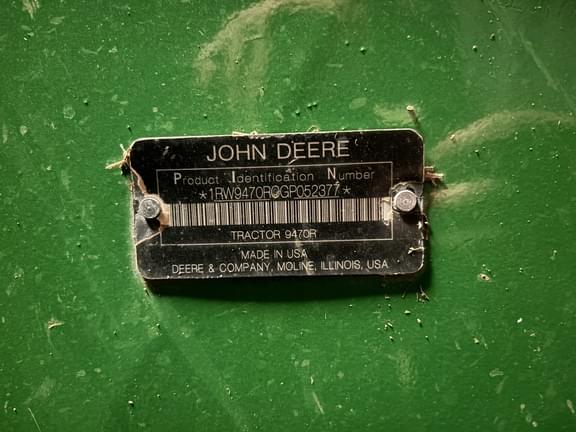 JOHN DEERE
Product Identification Number
*1RW9470RCGP052377*
TRACTOR 9470R
MADE IN USA
DEERE & COMPANY, MOLINE, ILLINOIS, USA